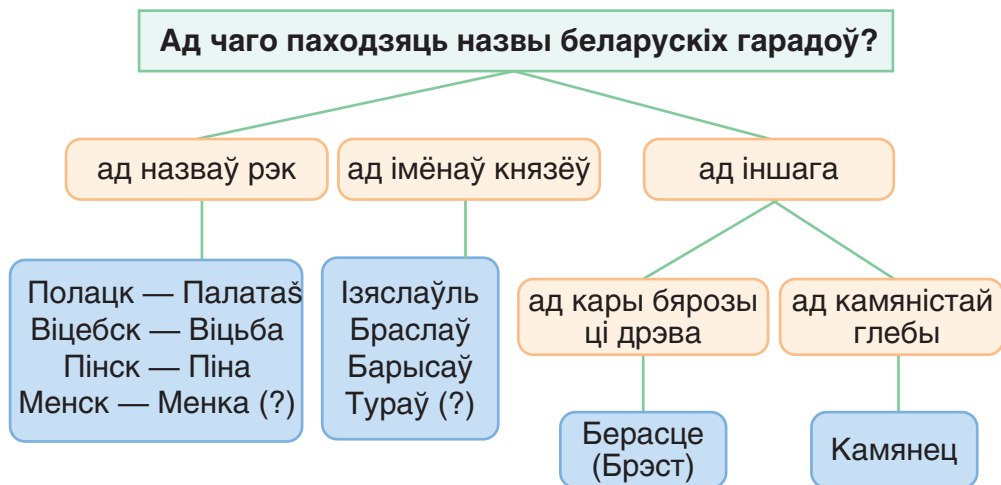 Ад чаго паходзяць назвы беларускіх гарадоў?
ад назваў рэк
ад імёнаў князёў
ад іншага
Полацк — Палатаš
Віцебск — Віцьба
Пінск — Піна
Менск — Менка (?)
Ізяслаўль
Браслаў
Барысаў
Тураў (?)
ад кары бярозы
ці дрэва
ад камяністай
глебы
Берасце
(Брэст)
Камянец